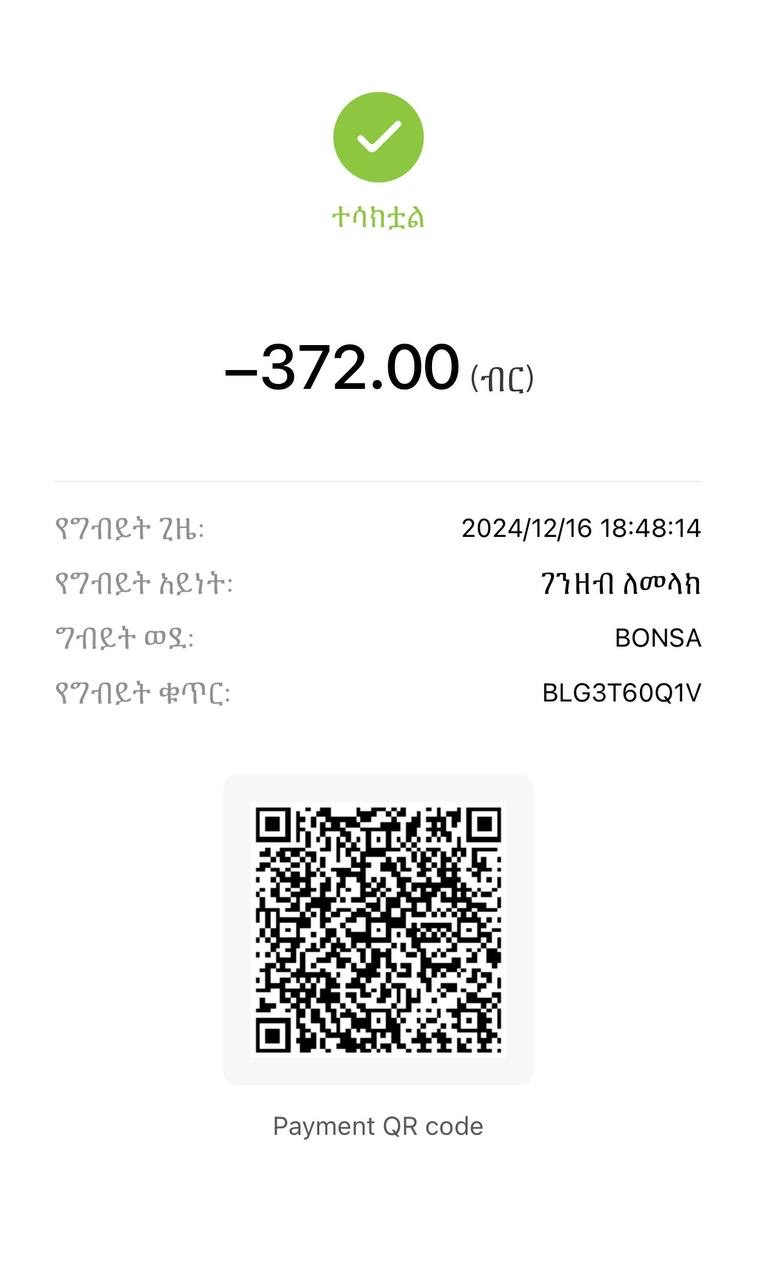 ተሳክቷል
–372.00 (ብር)
የግብይት ጊዜ: 2024/12/16 18:48:14
የግብይት አይነት: ገንዘብ ለመላክ
ግብይት ወደ: BONSA
የግብይት ቁጥር: BLG3T60Q1V
Payment QR code